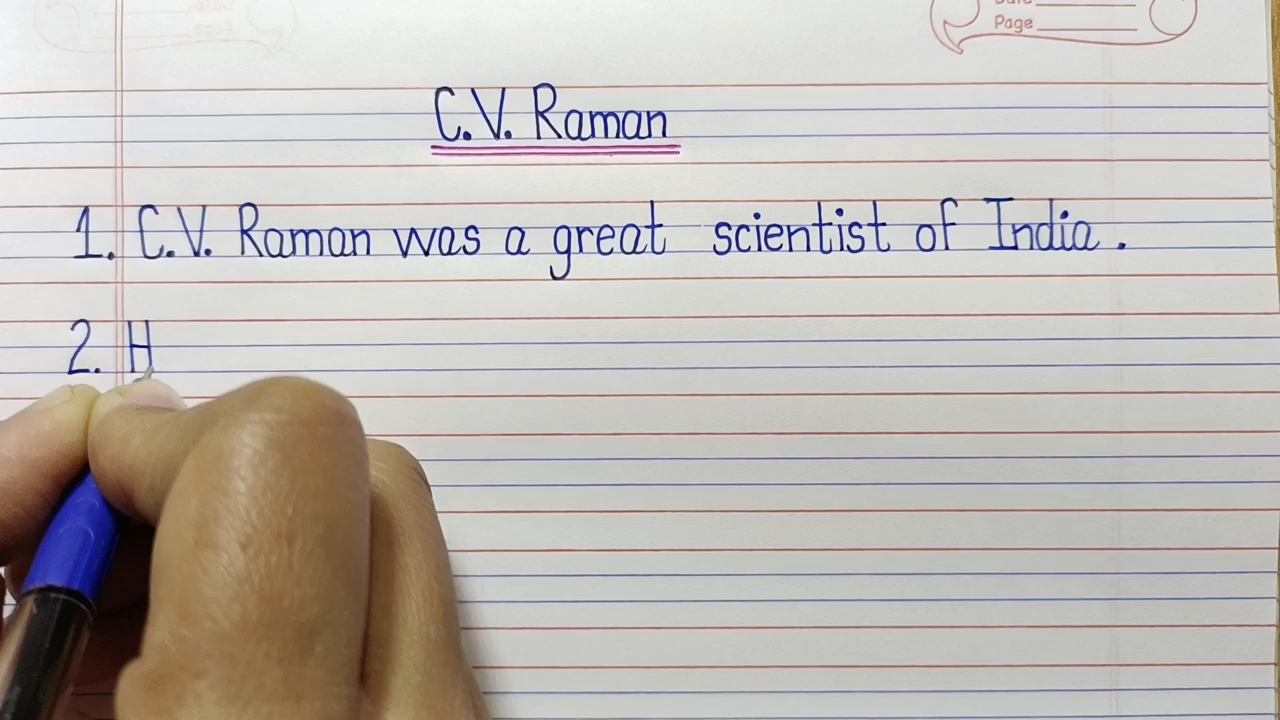 Page
C.V. Raman
1. C.V. Raman was a great scientist of India.
2. H